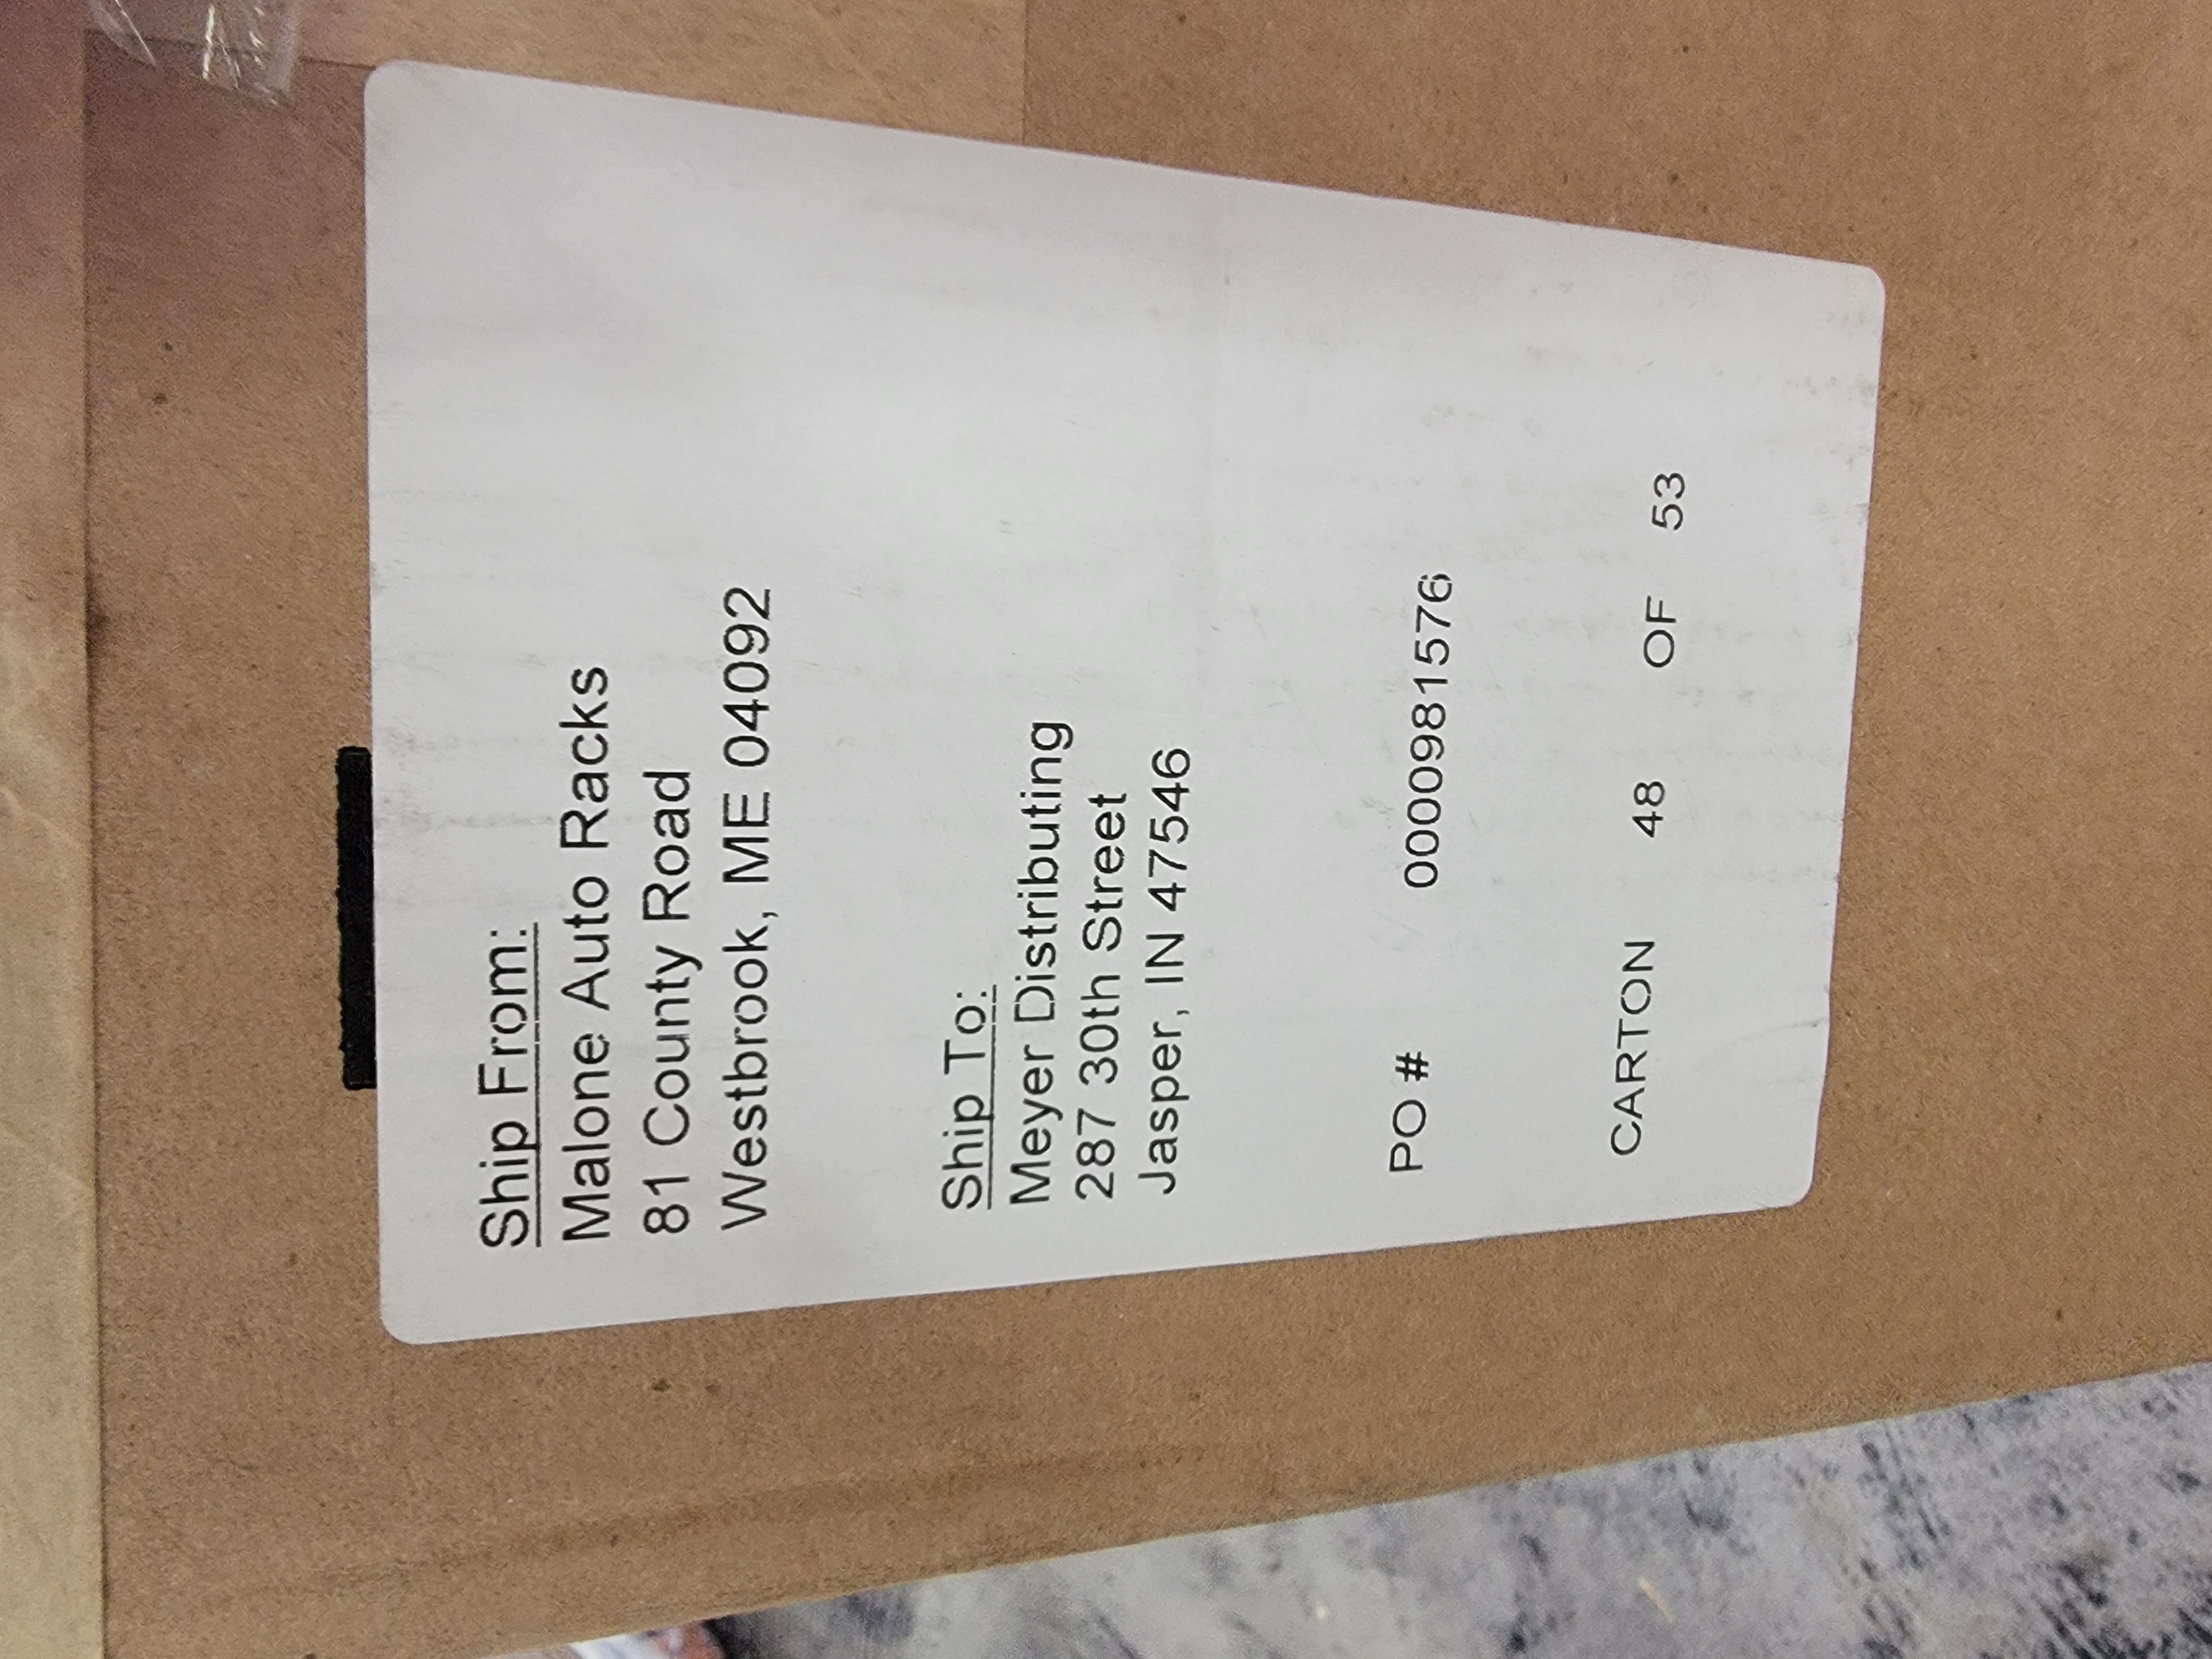 Ship From:
Malone Auto Racks
81 County Road
Westbrook, ME 04092
Ship To:
Meyer Distributing
287 30th Street
Jasper, IN 47546
PO # 0000981576
CARTON 48 OF 53